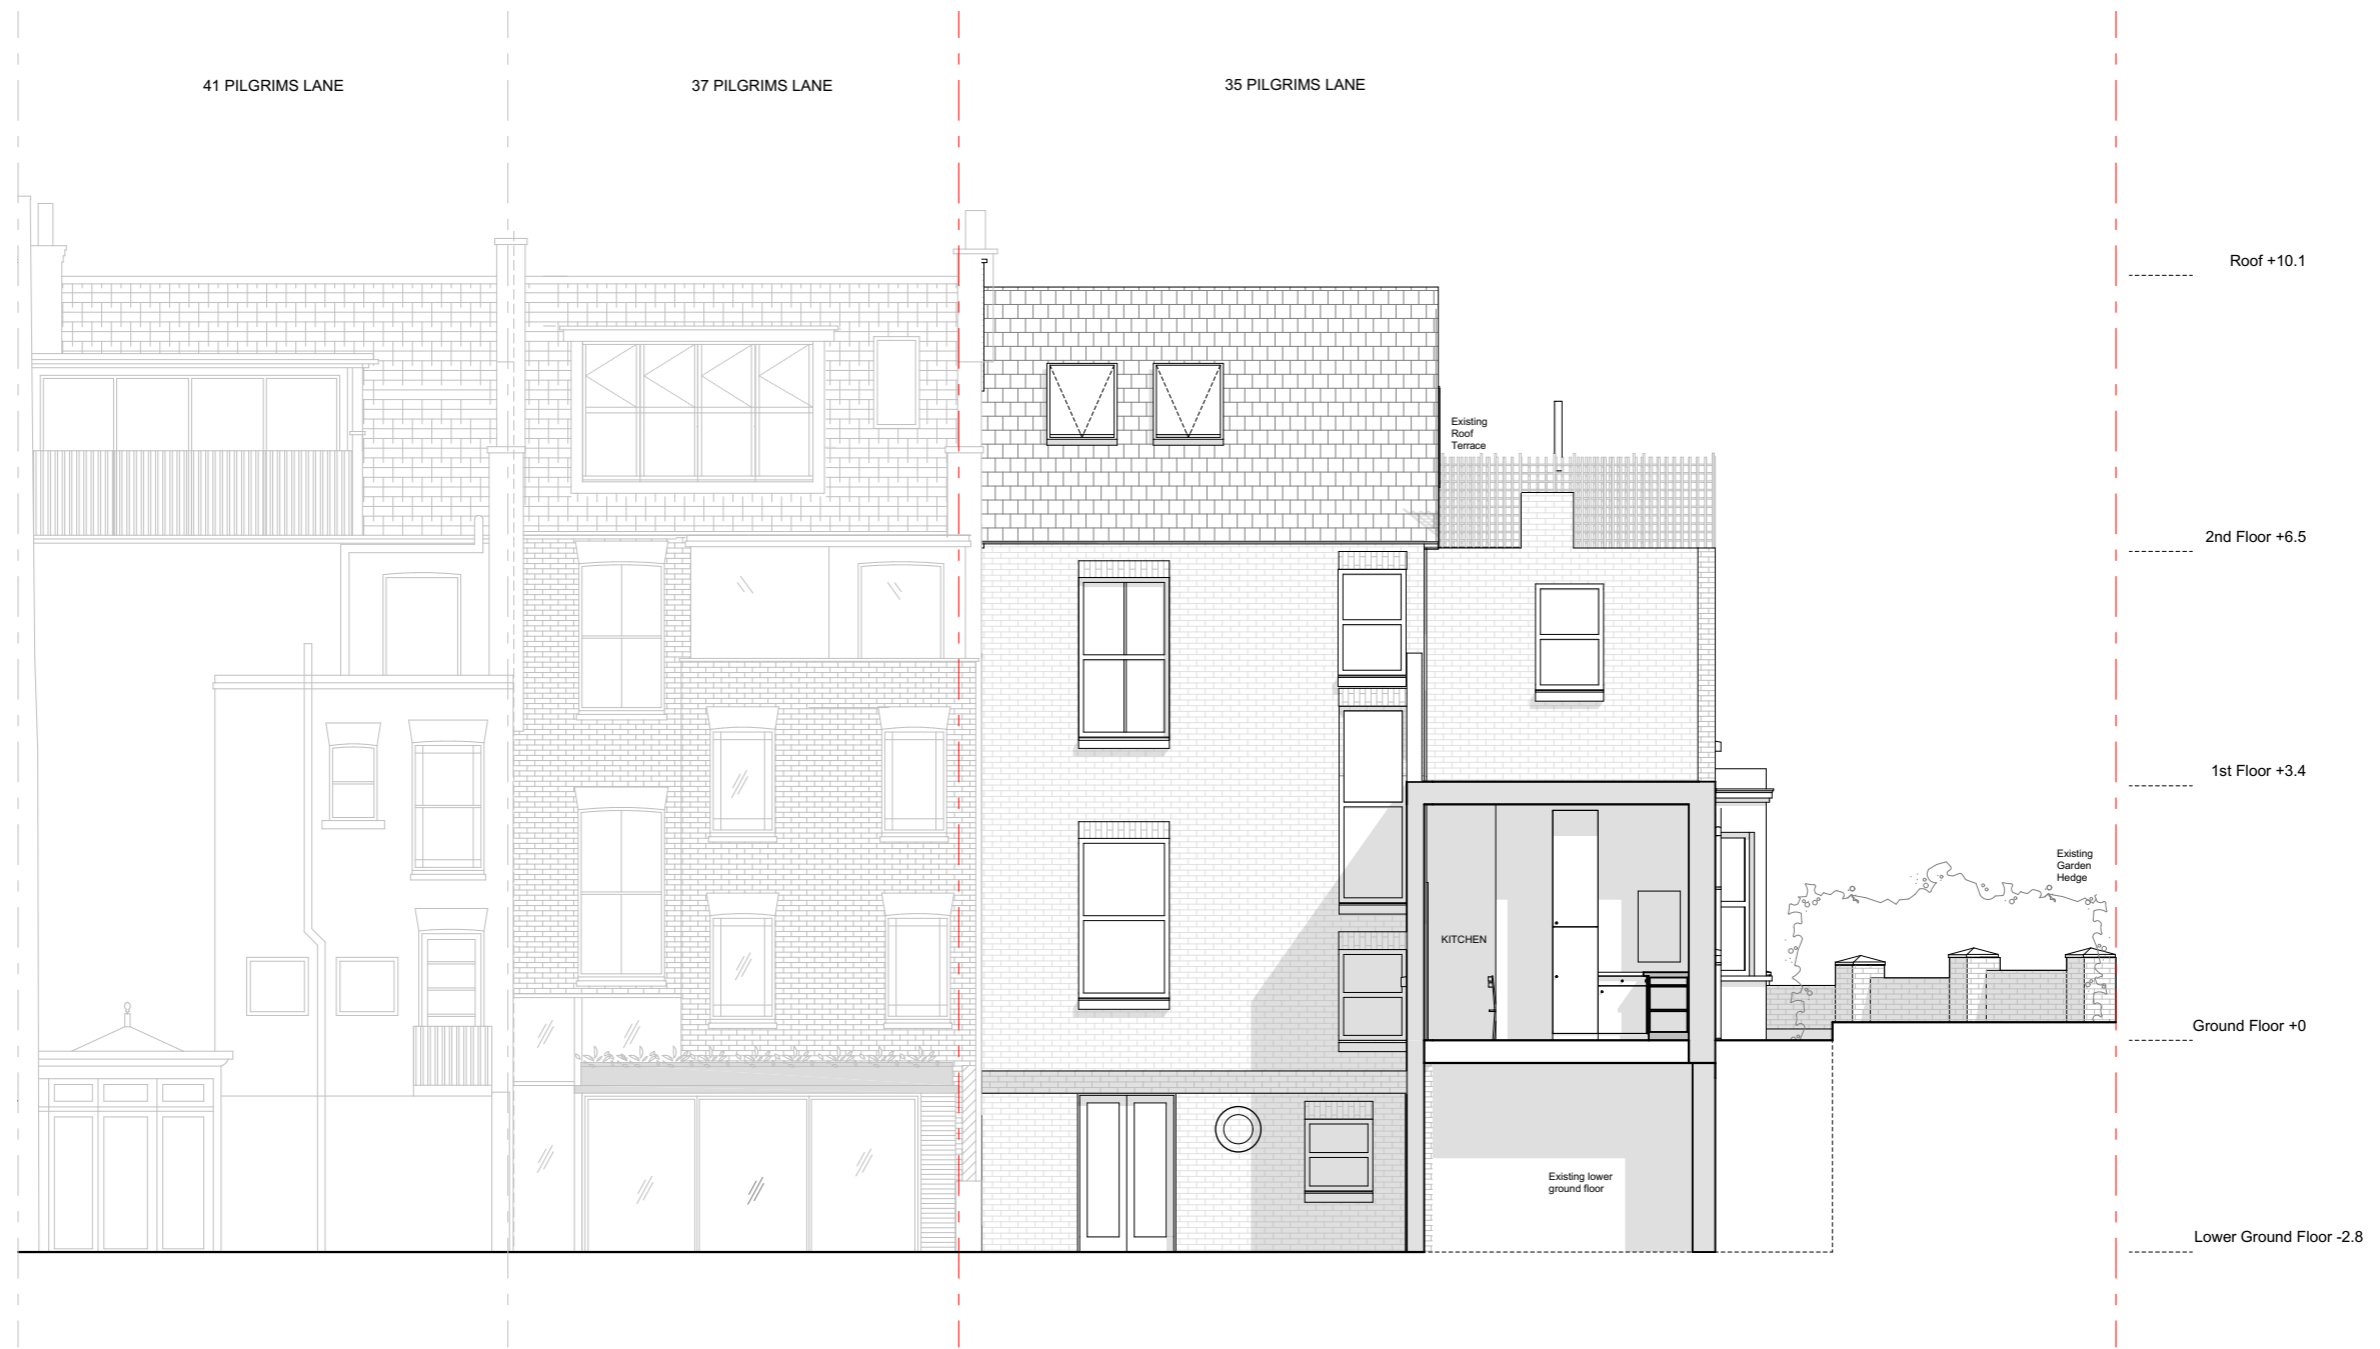 41 PILGRIMS LANE
37 PILGRIMS LANE
35 PILGRIMS LANE
Roof +10.1
Existing
Roof
Terrace
2nd Floor +6.5
1st Floor +3.4
Existing
Garden
Hedge
KITCHEN
Ground Floor +0
Existing lower
ground floor
Lower Ground Floor -2.8